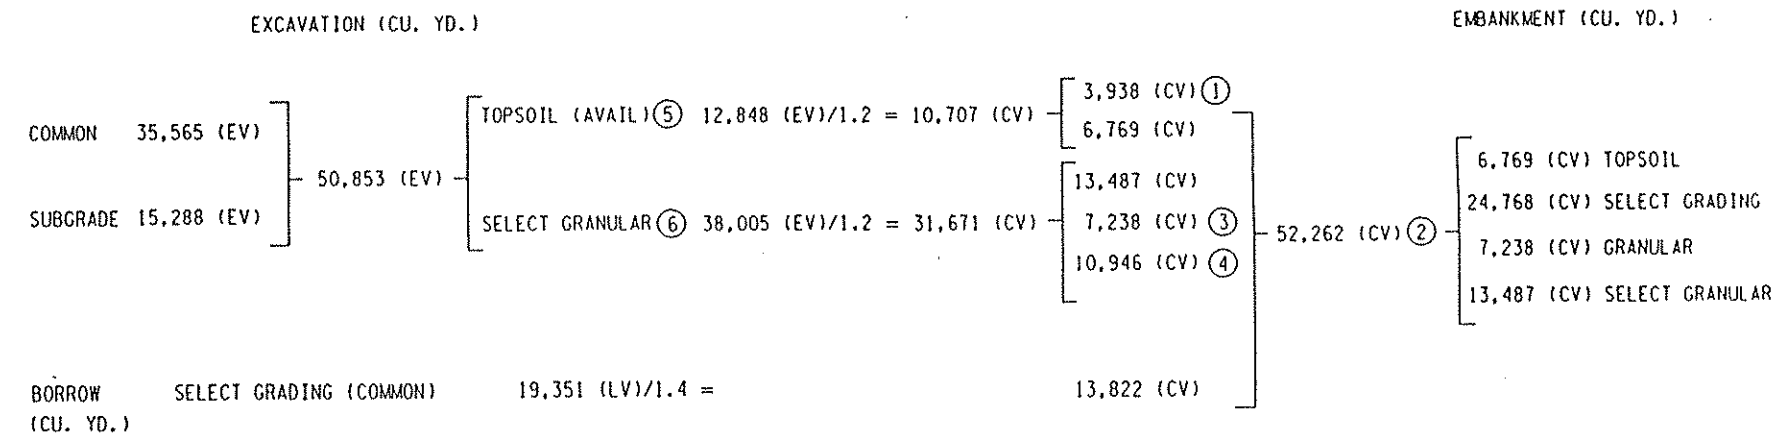 EXCAVATION (CU. YD.)
EMBANKMENT (CU. YD.)
COMMON 35,565 (EV)
SUBGRADE 15,288 (EV)
50,853 (EV)
TOPSOIL (AVAIL) 5 12,848 (EV)/1.2 = 10,707 (CV)
3,938 (CV) 1
6,769 (CV)
SELECT GRANULAR 6 38,005 (EV)/1.2 = 31,671 (CV)
13,487 (CV)
7,238 (CV) 3
10,946 (CV) 4
52,262 (CV) 2
6,769 (CV) TOPSOIL
24,768 (CV) SELECT GRADING
7,238 (CV) GRANULAR
13,487 (CV) SELECT GRANULAR
BORROW SELECT GRADING (COMMON) 19,351 (LV)/1.4 = 13,822 (CV)
(CU. YD.)